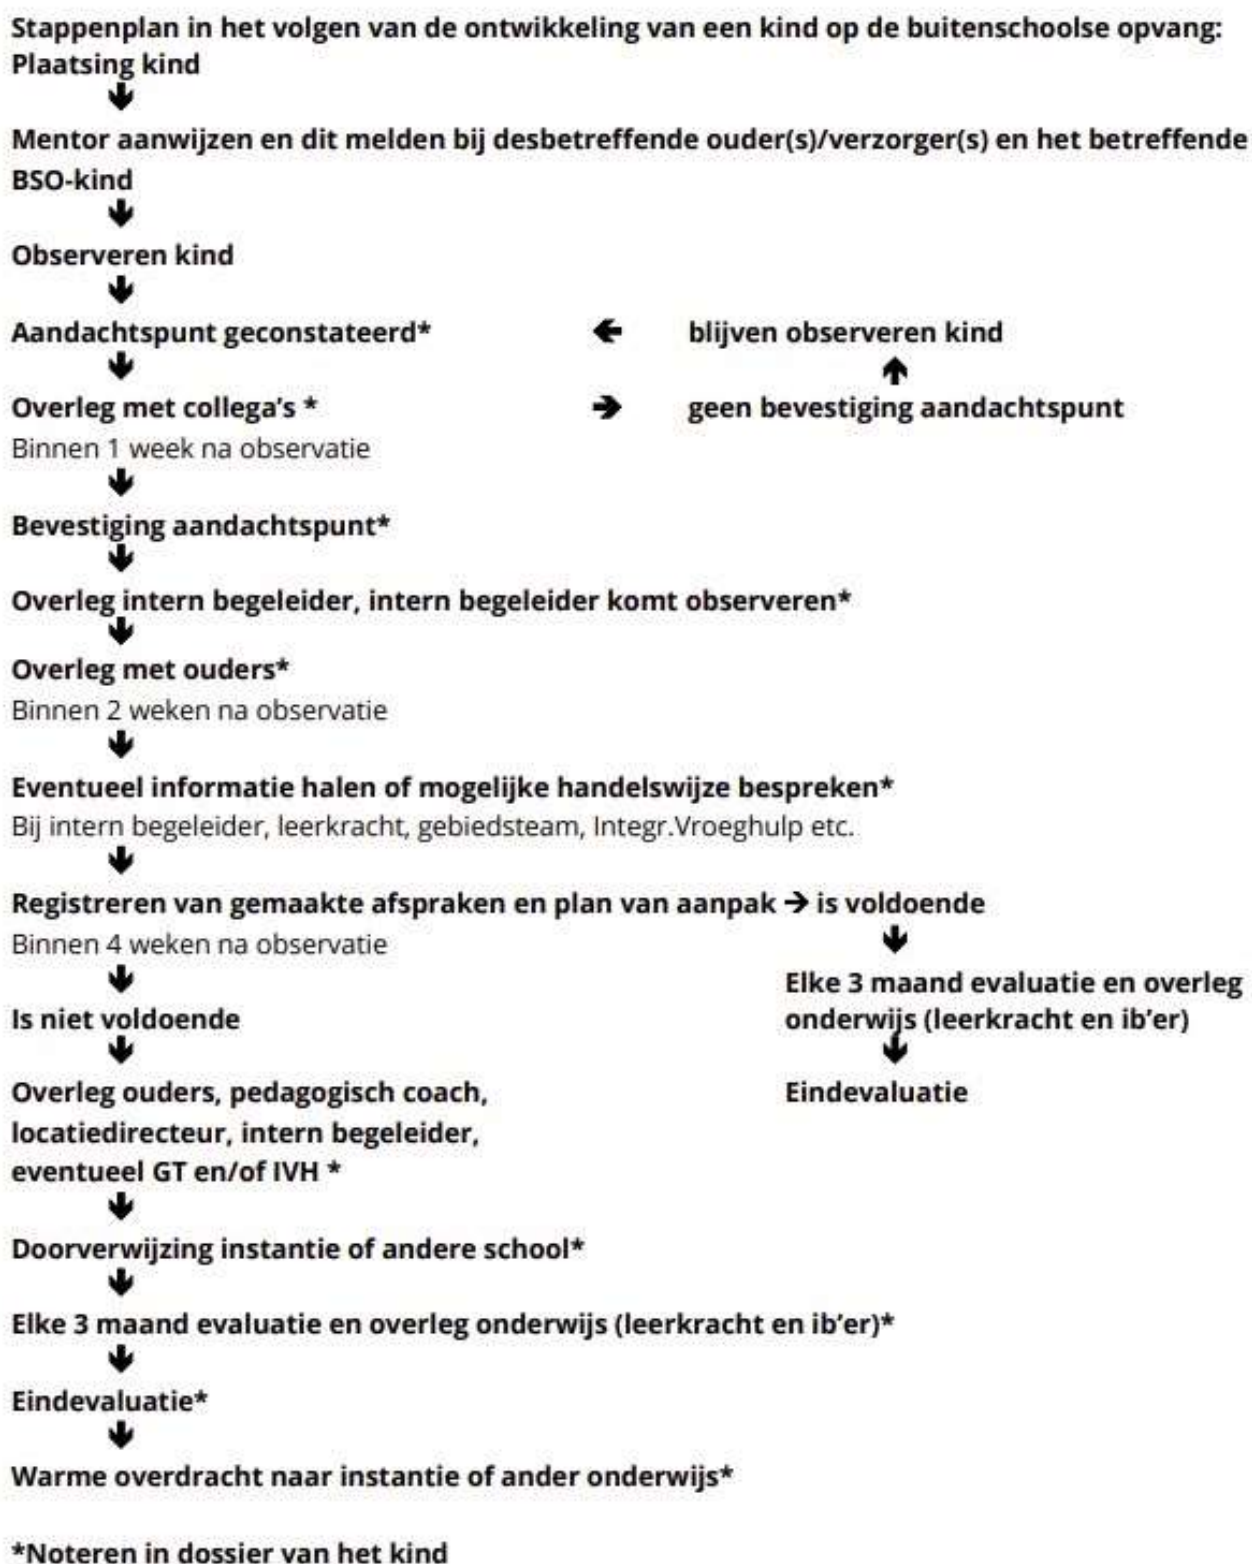 Stappenplan in het volgen van de ontwikkeling van een kind op de buitenschoolse opvang:
Plaatsing kind
Mentor aanwijzen en dit melden bij desbetreffende ouder(s)/verzorger(s) en het betreffende
BSO-kind
Observeren kind
Aandachtspunt geconstateerd* ← blijven observeren kind
Overleg met collega's * → geen bevestiging aandachtspunt
Binnen 1 week na observatie
Bevestiging aandachtspunt*
Overleg intern begeleider, intern begeleider komt observeren*
Overleg met ouders*
Binnen 2 weken na observatie
Eventueel informatie halen of mogelijke handelswijze bespreken*
Bij intern begeleider, leerkracht, gebiedsteam, Integr.Vroeghulp etc.
Registreren van gemaakte afspraken en plan van aanpak → is voldoende
Binnen 4 weken na observatie
Elke 3 maand evaluatie en overleg
onderwijs (leerkracht en ib'er)
Eindevaluatie
Is niet voldoende
Overleg ouders, pedagogisch coach,
locatiedirecteur, intern begeleider,
eventueel GT en/of IVH *
Doorverwijzing instantie of andere school*
Elke 3 maand evaluatie en overleg onderwijs (leerkracht en ib'er)*
Eindevaluatie*
Warme overdracht naar instantie of ander onderwijs*
*Noteren in dossier van het kind